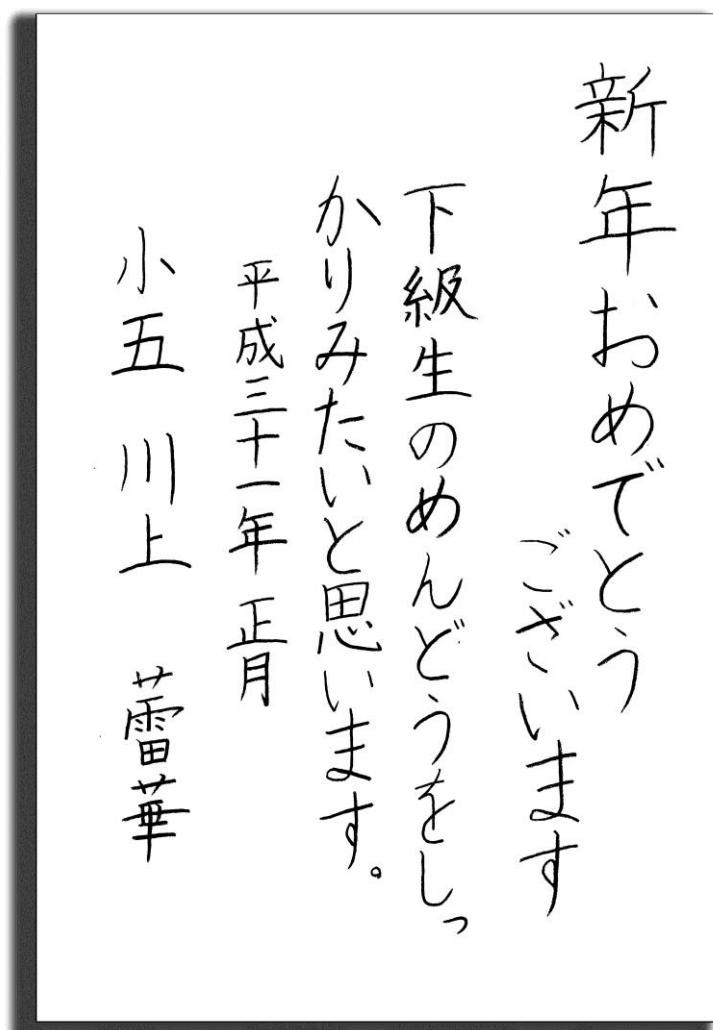 新年おめでとう
ございます
下級生のめんどうをしっ
かりみたいと思います。
平成三十一年 正月
小五 川上 蕾華